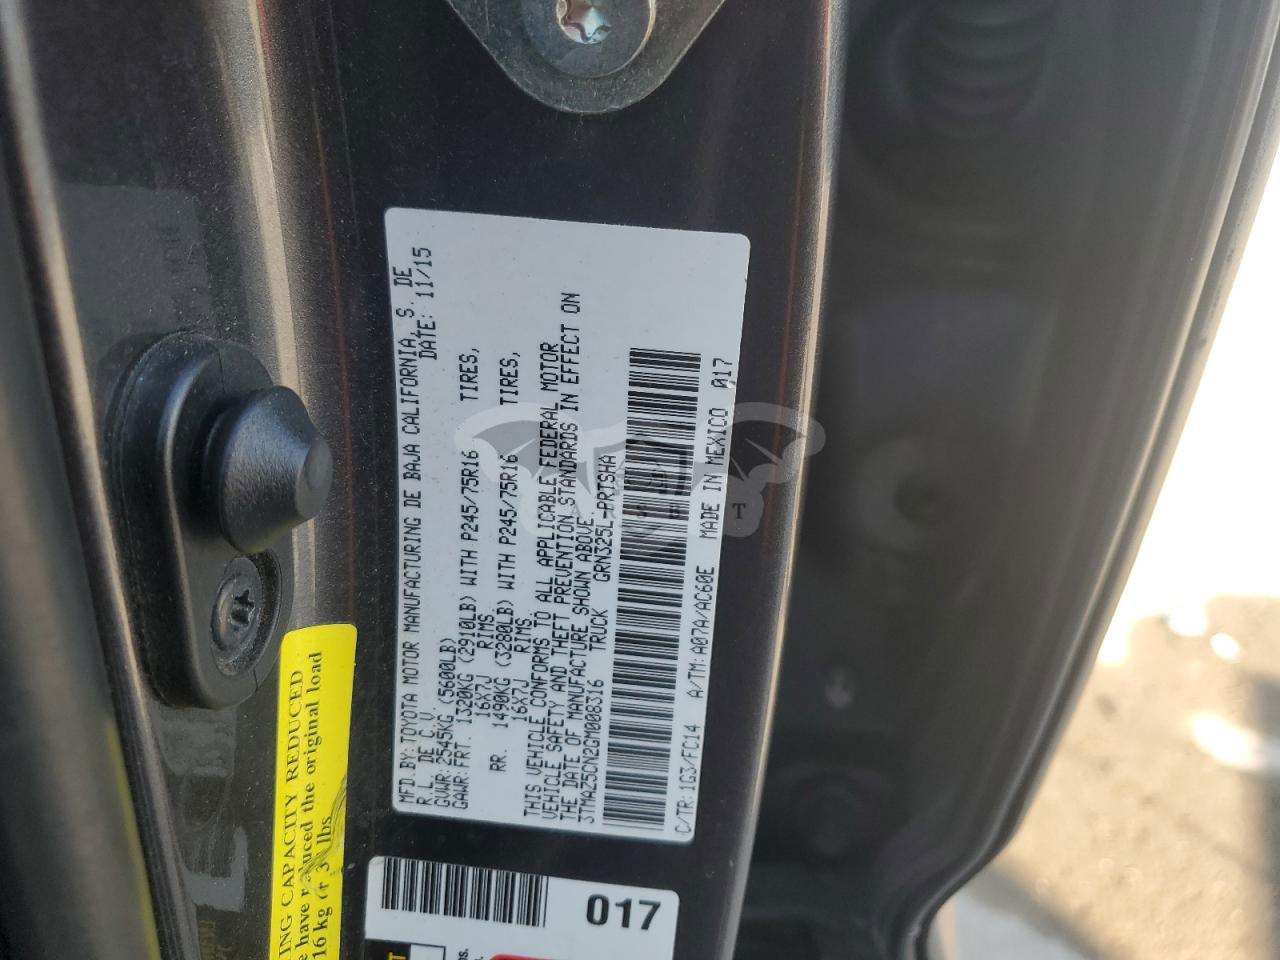 MFD.BY: TOYOTA MOTOR MANUFACTURING DE BAJA CALIFORNIA, S. DE
R.L. DE C.V. DATE: 11/15
GVWR: 2545KG (5600LB)
GAWR: FRT. 1320KG (2910LB) WITH P245/75R16 TIRES,
16X7J RIMS.
RR. 1490KG (3280LB) WITH P245/75R16 TIRES,
16X7J RIMS.
THIS VEHICLE CONFORMS TO ALL APPLICABLE FEDERAL MOTOR
VEHICLE SAFETY AND THEFT PREVENTION STANDARDS IN EFFECT ON
THE DATE OF MANUFACTURE SHOWN ABOVE.
3TMAZ5CN2GM008316 TRUCK GRN325L-PRTSHA
C/TR: 1G3/FC14 A/TM: A07A/AC60E MADE IN MEXICO 017
ING CAPACITY REDUCED
have reduced the original load
16 kg (r lbs
017